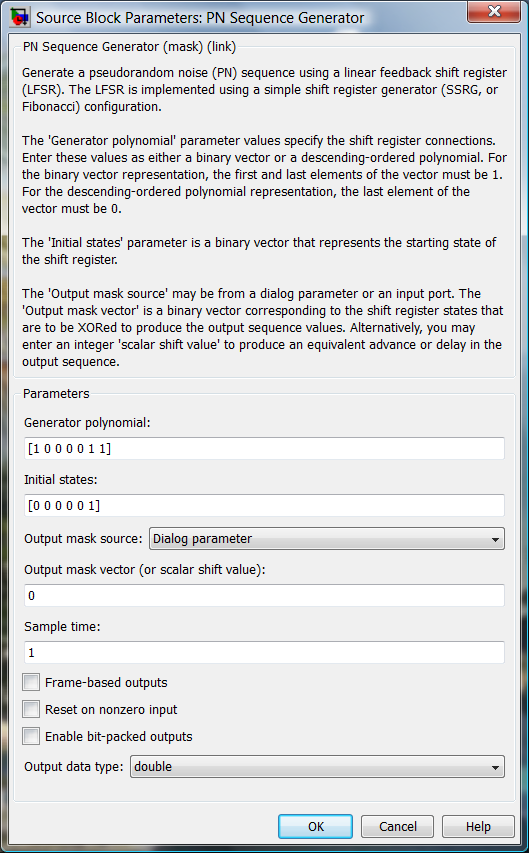 Source Block Parameters: PN Sequence Generator
PN Sequence Generator (mask) (link)
Generate a pseudorandom noise (PN) sequence using a linear feedback shift register
(LFSR). The LFSR is implemented using a simple shift register generator (SSRG, or
Fibonacci) configuration.
The 'Generator polynomial' parameter values specify the shift register connections.
Enter these values as either a binary vector or a descending-ordered polynomial. For
the binary vector representation, the first and last elements of the vector must be 1.
For the descending-ordered polynomial representation, the last element of the
vector must be 0.
The 'Initial states' parameter is a binary vector that represents the starting state of
the shift register.
The 'Output mask source' may be from a dialog parameter or an input port. The
'Output mask vector' is a binary vector corresponding to the shift register states that
are to be XORed to produce the output sequence values. Alternatively, you may
enter an integer 'scalar shift value' to produce an equivalent advance or delay in the
output sequence.
Parameters
Generator polynomial:
[1 0 0 0 0 1 1]
Initial states:
[0 0 0 0 0 1]
Output mask source: Dialog parameter
Output mask vector (or scalar shift value):
0
Sample time:
1
Frame-based outputs
Reset on nonzero input
Enable bit-packed outputs
Output data type: double
OK Cancel Help